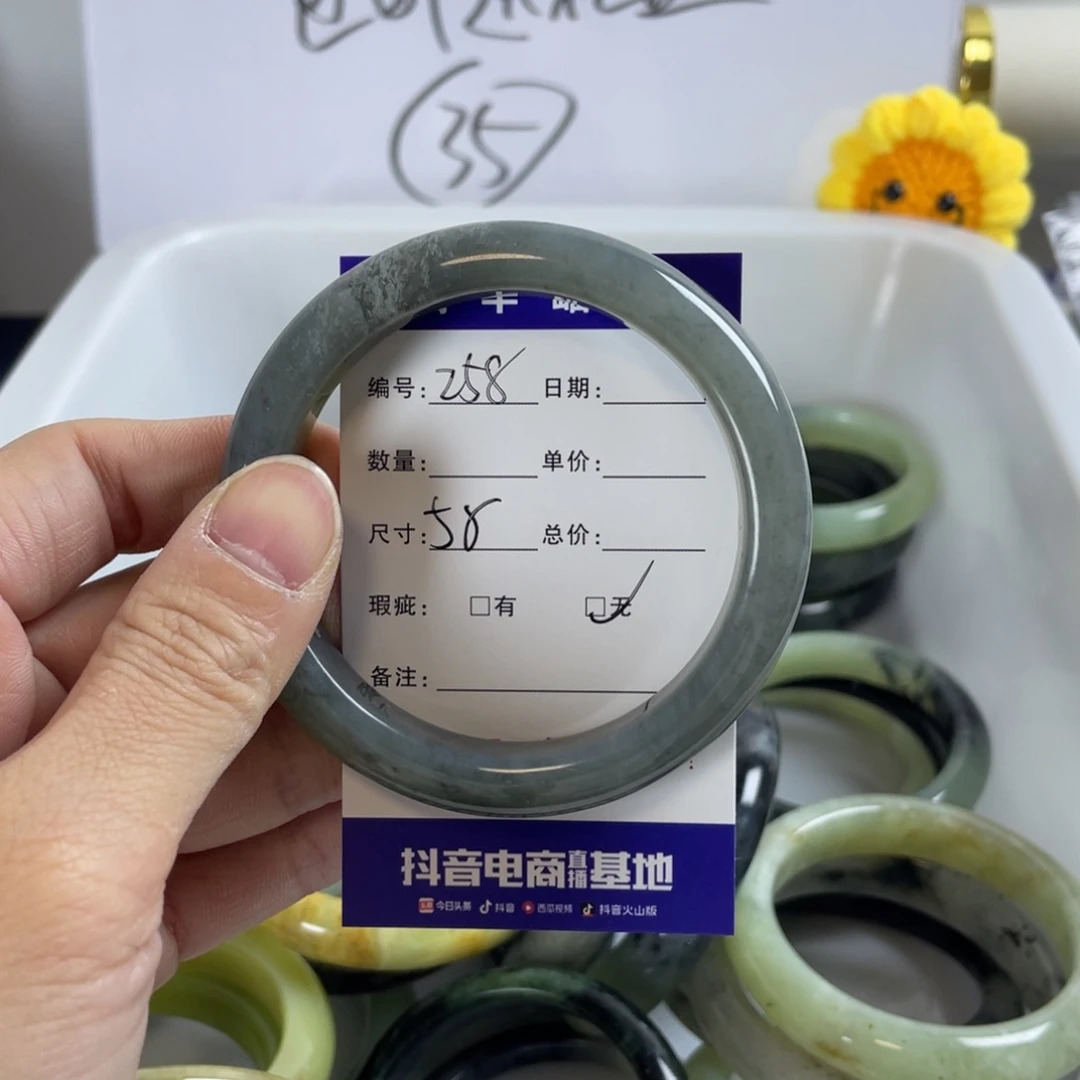 35
编号: 258 日期:
数量: 单价:
尺寸: 58 总价:
瑕疵: □有 □无
备注:
抖音电商直播基地
今日头条 抖音 西瓜视频 抖音火山版